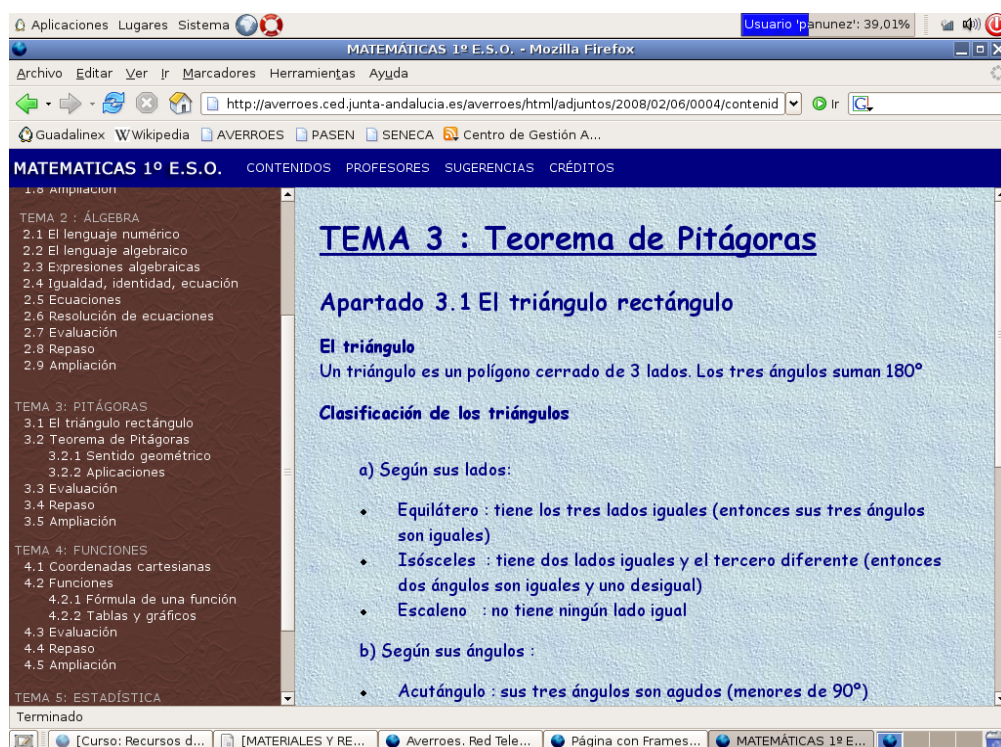 Aplicaciones Lugares Sistema
Usuario 'panunez': 39,01%
MATEMÁTICAS 1º E.S.O. - Mozilla Firefox
Archivo Editar Ver Ir Marcadores Herramientas Ayuda
http://averroes.ced.junta-andalucia.es/averroes/html/adjuntos/2008/02/06/0004/contenid
Ir
Guadalinex Wikipedia AVERROES PASEN SENECA Centro de Gestión A...
MATEMATICAS 1º E.S.O. CONTENIDOS PROFESORES SUGERENCIAS CRÉDITOS
1.8 Ampliación
TEMA 2 : ÁLGEBRA
2.1 El lenguaje numérico
2.2 El lenguaje algebraico
2.3 Expresiones algebraicas
2.4 Igualdad, identidad, ecuación
2.5 Ecuaciones
2.6 Resolución de ecuaciones
2.7 Evaluación
2.8 Repaso
2.9 Ampliación
TEMA 3: PITÁGORAS
3.1 El triángulo rectángulo
3.2 Teorema de Pitágoras
3.2.1 Sentido geométrico
3.2.2 Aplicaciones
3.3 Evaluación
3.4 Repaso
3.5 Ampliación
TEMA 4: FUNCIONES
4.1 Coordenadas cartesianas
4.2 Funciones
4.2.1 Fórmula de una función
4.2.2 Tablas y gráficos
4.3 Evaluación
4.4 Repaso
4.5 Ampliación
TEMA 5: ESTADÍSTICA
TEMA 3 : Teorema de Pitágoras
Apartado 3.1 El triángulo rectángulo
El triángulo
Un triángulo es un polígono cerrado de 3 lados. Los tres ángulos suman 180º
Clasificación de los triángulos
a) Según sus lados:
• Equilátero : tiene los tres lados iguales (entonces sus tres ángulos
son iguales)
• Isósceles : tiene dos lados iguales y el tercero diferente (entonces
dos ángulos son iguales y uno desigual)
• Escaleno : no tiene ningún lado igual
b) Según sus ángulos :
• Acutángulo : sus tres ángulos son agudos (menores de 90º)
Terminado
[Curso: Recursos d... [MATERIALES Y RE... Averroes. Red Tele... Página con Frames... MATEMÁTICAS 1º E...